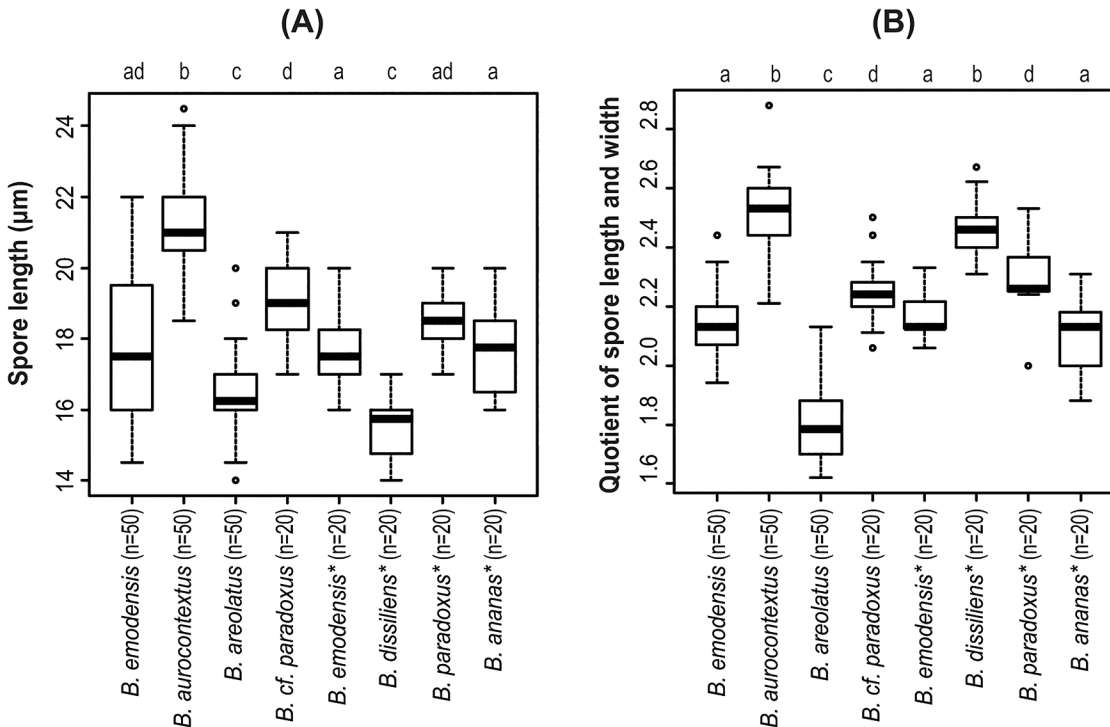 (A)
ad b c d a c ad a
Spore length (µm)
24
22
20
18
16
14
B. emodensis (n=50)
B. aurocontextus (n=50)
B. areolatus (n=50)
B. cf. paradoxus (n=20)
B. emodensis* (n=20)
B. dissiliens* (n=20)
B. paradoxus* (n=20)
B. ananas* (n=20)
(B)
a b c d a b d a
Quotient of spore length and width
2.8
2.6
2.4
2.2
2.0
1.8
1.6
B. emodensis (n=50)
B. aurocontextus (n=50)
B. areolatus (n=50)
B. cf. paradoxus (n=20)
B. emodensis* (n=20)
B. dissiliens* (n=20)
B. paradoxus* (n=20)
B. ananas* (n=20)